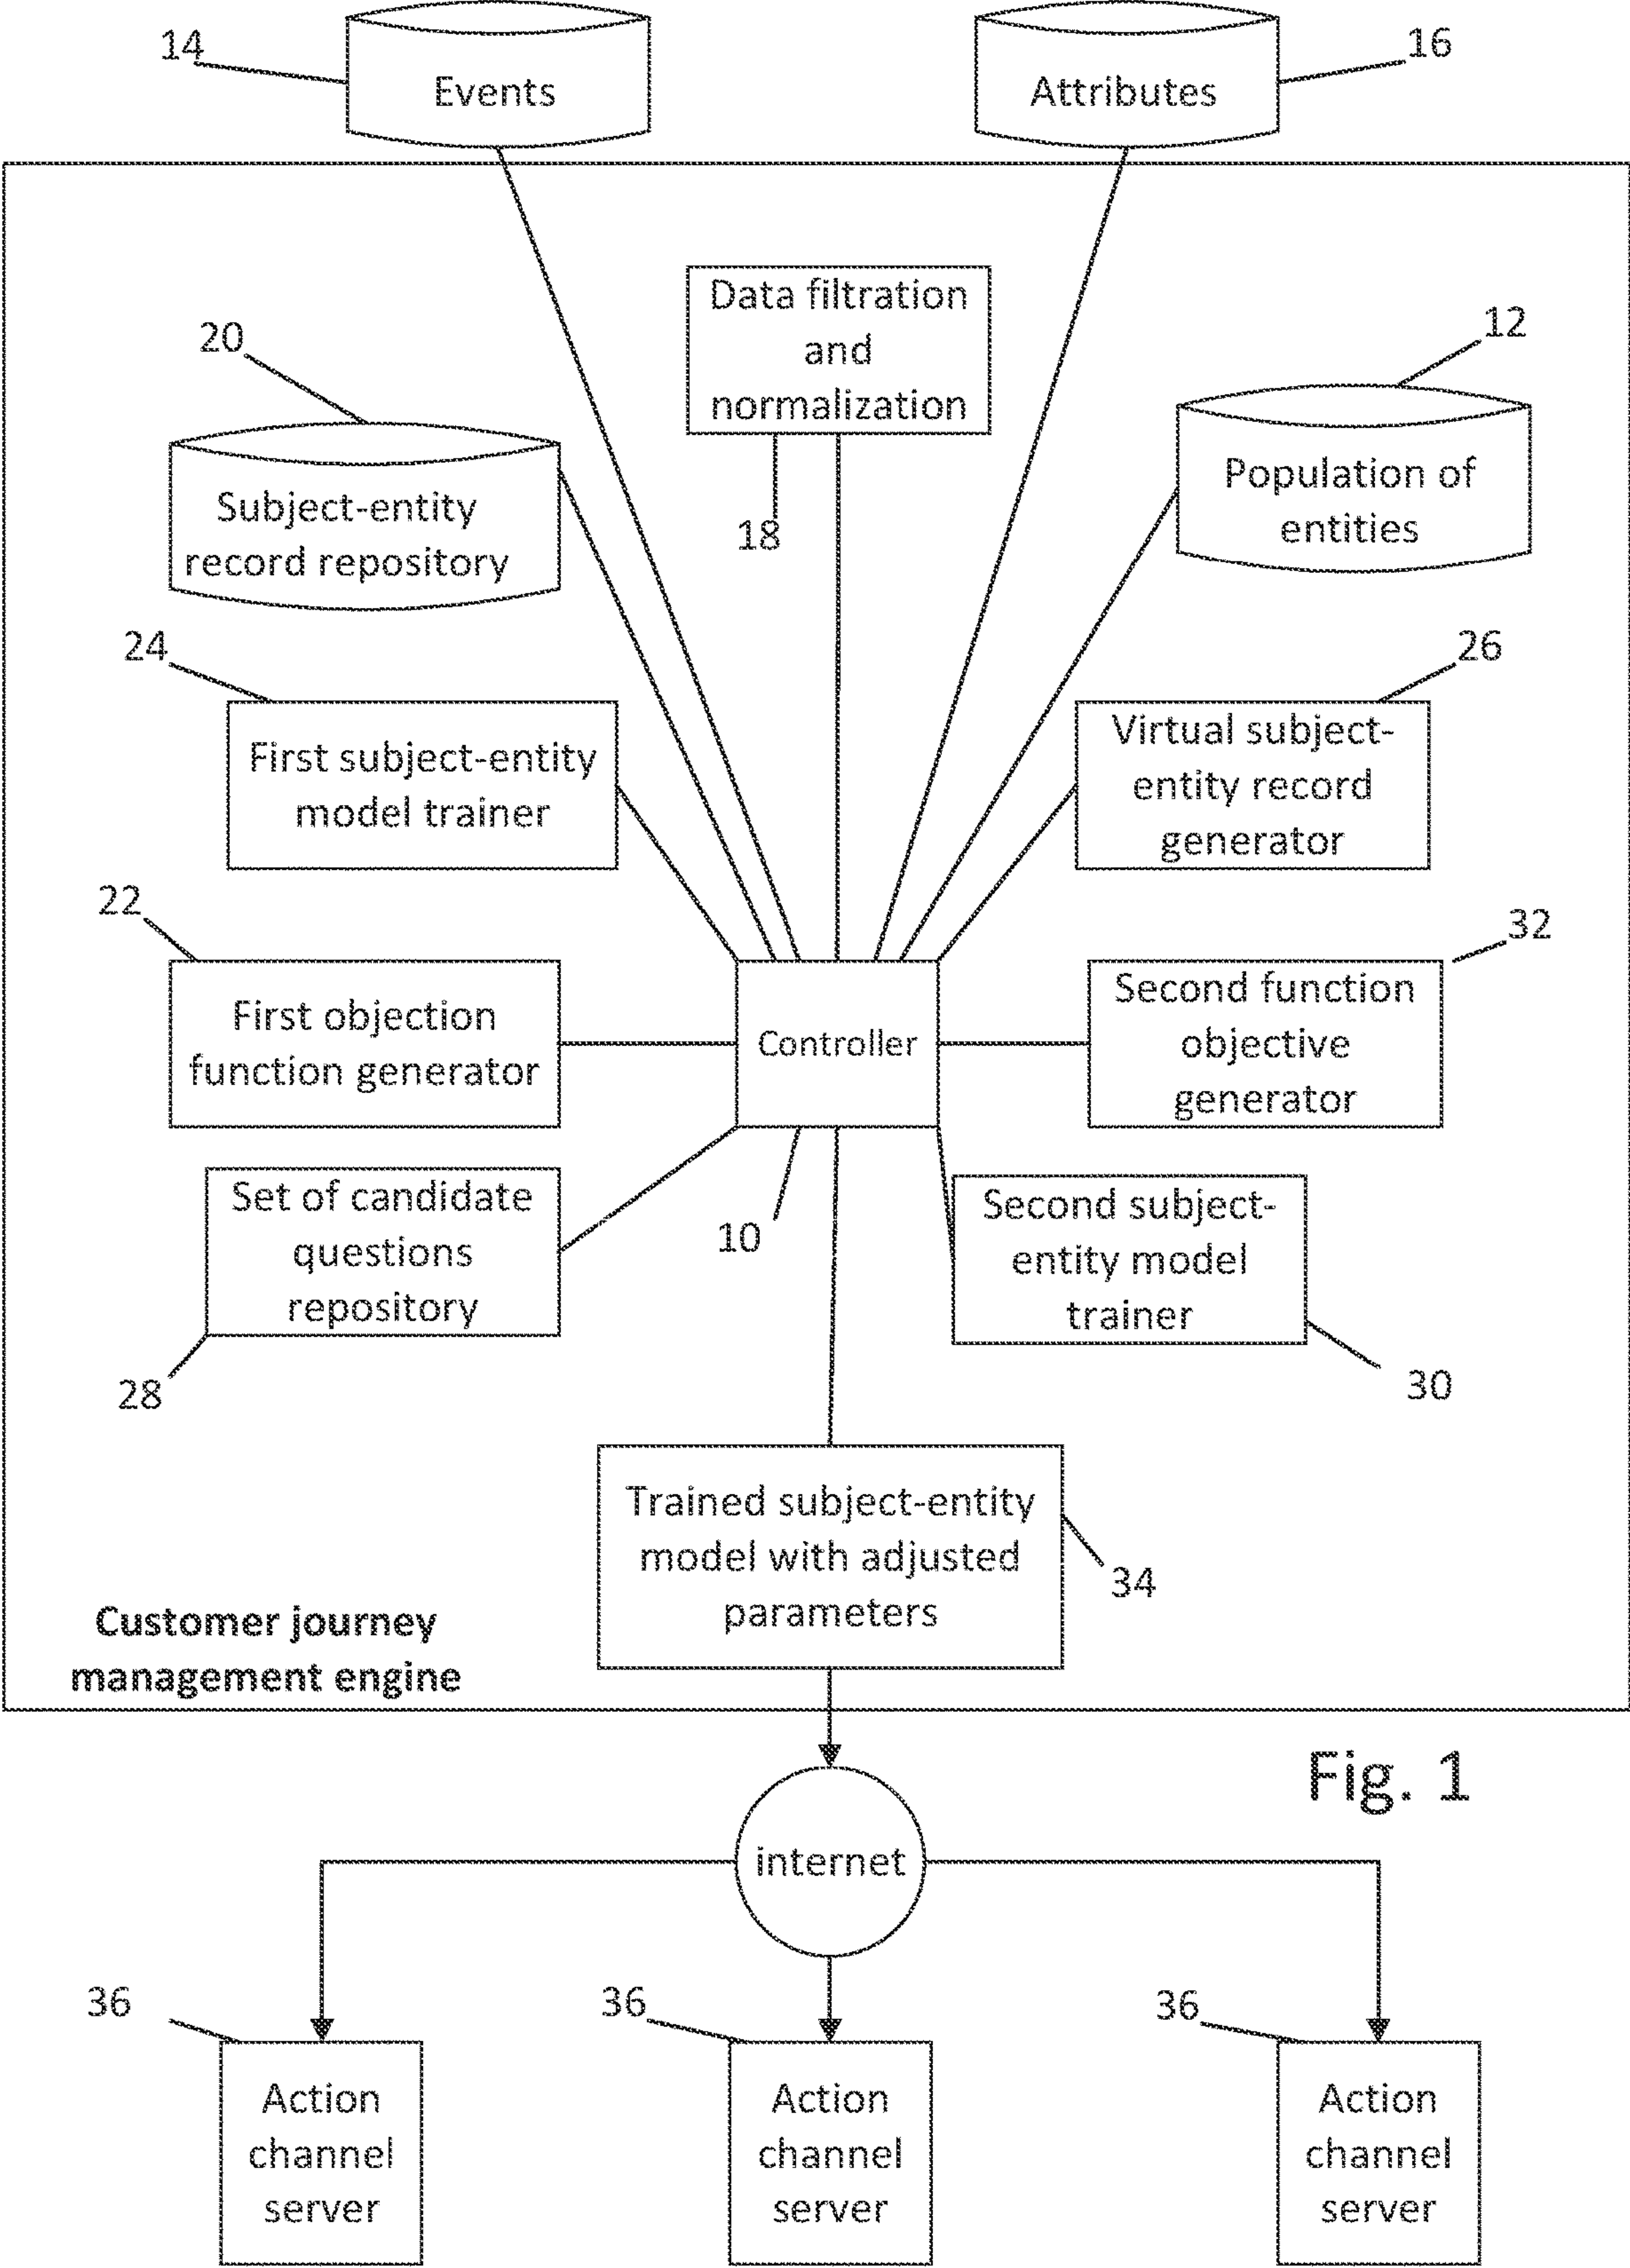 14
Events
Attributes
16
Data filtration
and
normalization
18
20
Subject-entity
record repository
12
Population of
entities
24
First subject-entity
model trainer
26
Virtual subject-
entity record
generator
22
First objection
function generator
Controller
10
32
Second function
objective
generator
Set of candidate
questions
repository
28
Second subject-
entity model
trainer
30
Trained subject-entity
model with adjusted
parameters
34
Customer journey
management engine
Fig. 1
internet
36
Action
channel
server
36
Action
channel
server
36
Action
channel
server